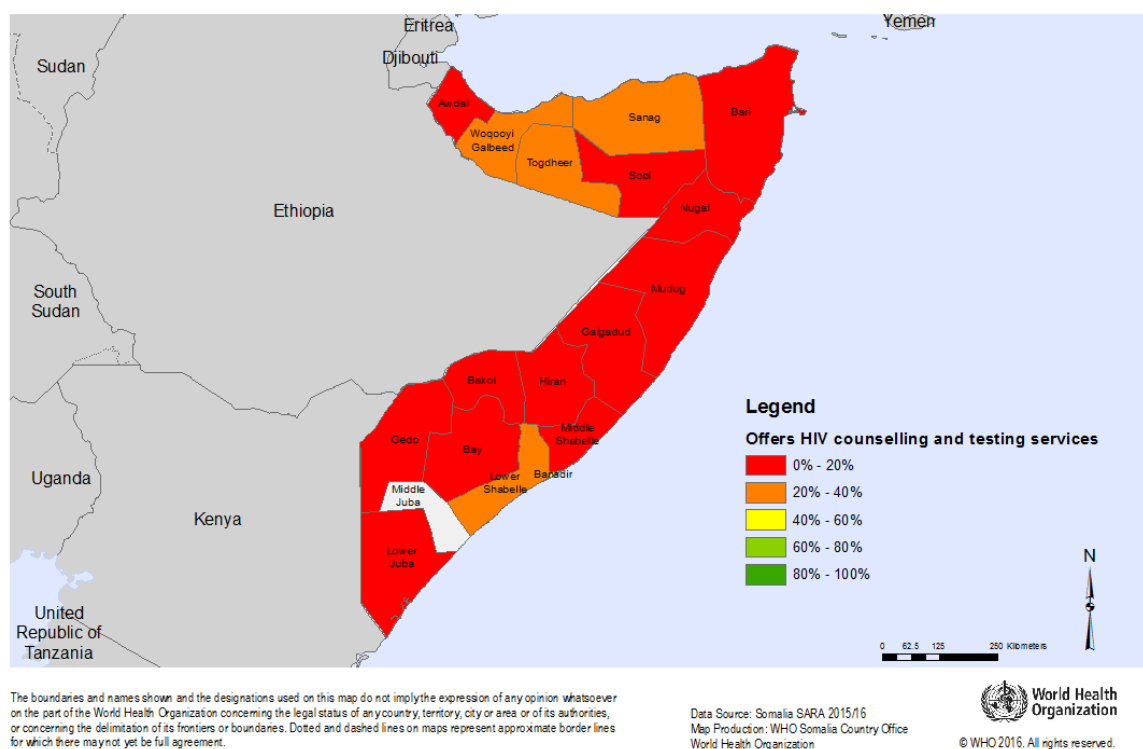 Eritrea
Yemen
Djibouti
Sudan
Awdal
Bari
Sanag
Woqooyi
Galbeed
Togdheer
Sool
Ethiopia
Nugal
South
Sudan
Mudug
Galgadud
Bakol
Hiran
Gedo
Middle
Shabelle
Bay
Lower
Shabelle
Banadir
Uganda
Middle
Juba
Kenya
Lower
Juba
United
Republic of
Tanzania
Legend
Offers HIV counselling and testing services
0% - 20%
20% - 40%
40% - 60%
60% - 80%
80% - 100%
N
0 62.5 125 250 Kilometers
The boundaries and names shown and the designations used on this map do not imply the expression of any opinion whatsoever
on the part of the World Health Organization concerning the legal status of any country, territory, city or area or of its authorities,
or concerning the delimitation of its frontiers or boundaries. Dotted and dashed lines on maps represent approximate border lines
for which there may not yet be full agreement.
Data Source: Somalia SARA 2015/16
Map Production: WHO Somalia Country Office
World Health Organization
World Health
Organization
© WHO 2016. All rights reserved.